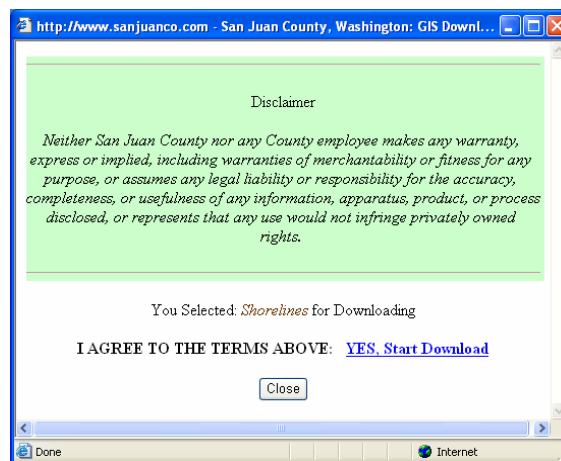 http://www.sanjuanco.com - San Juan County, Washington: GIS Downl...
Disclaimer
Neither San Juan County nor any County employee makes any warranty,
express or implied, including warranties of merchantability or fitness for any
purpose, or assumes any legal liability or responsibility for the accuracy,
completeness, or usefulness of any information, apparatus, product, or process
disclosed, or represents that any use would not infringe privately owned
rights.
You Selected: Shorelines for Downloading
I AGREE TO THE TERMS ABOVE: YES, Start Download
Close
Done Internet